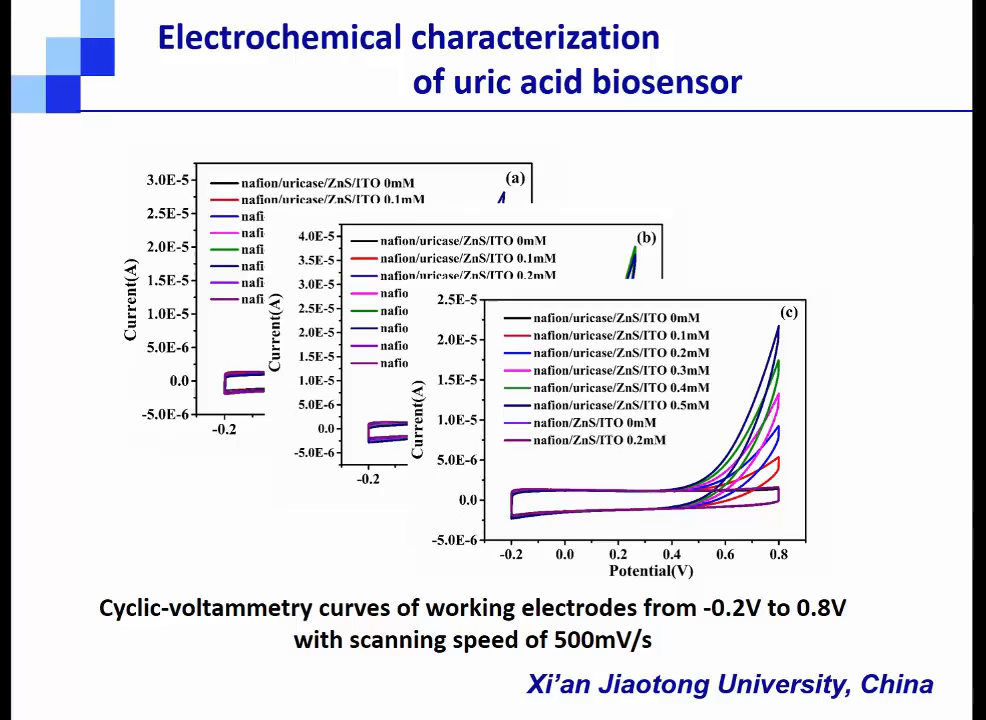 Electrochemical characterization
of uric acid biosensor
(a)
3.0E-5
2.5E-5
2.0E-5
1.5E-5
1.0E-5
5.0E-6
0.0
-5.0E-6
Current(A)
-0.2
nafion/uricase/ZnS/ITO 0mM
nafion/uricase/ZnS/ITO 0.1mM
nafi
nafi
nafi
nafi
nafi
nafi
(b)
4.0E-5
3.5E-5
3.0E-5
2.5E-5
2.0E-5
1.5E-5
1.0E-5
5.0E-6
0.0
-5.0E-6
Current(A)
-0.2
nafion/uricase/ZnS/ITO 0mM
nafion/uricase/ZnS/ITO 0.1mM
nafion/uricase/ZnS/ITO 0.2mM
nafio
nafio
nafio
nafio
nafio
(c)
2.5E-5
2.0E-5
1.5E-5
1.0E-5
5.0E-6
0.0
-5.0E-6
Current(A)
nafion/uricase/ZnS/ITO 0mM
nafion/uricase/ZnS/ITO 0.1mM
nafion/uricase/ZnS/ITO 0.2mM
nafion/uricase/ZnS/ITO 0.3mM
nafion/uricase/ZnS/ITO 0.4mM
nafion/uricase/ZnS/ITO 0.5mM
nafion/ZnS/ITO 0mM
nafion/ZnS/ITO 0.2mM
-0.2 0.0 0.2 0.4 0.6 0.8
Potential(V)
Cyclic-voltammetry curves of working electrodes from -0.2V to 0.8V
with scanning speed of 500mV/s
Xi'an Jiaotong University, China